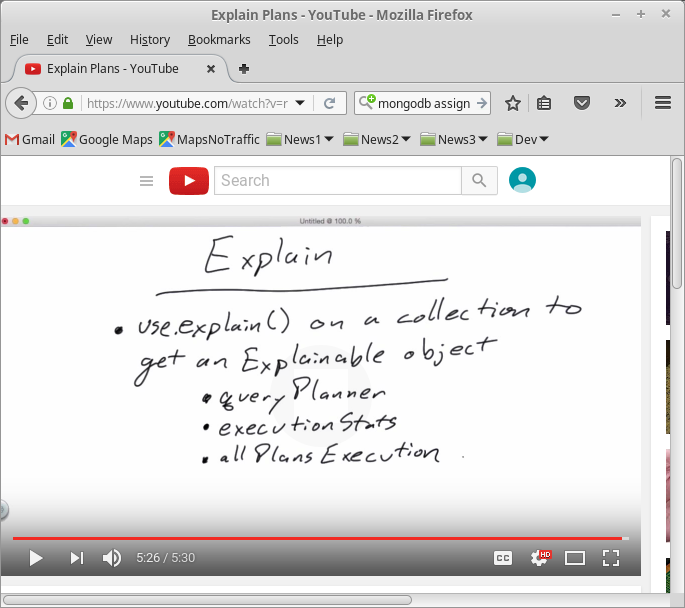 Explain Plans - YouTube - Mozilla Firefox
File Edit View History Bookmarks Tools Help
Explain Plans - YouTube
https://www.youtube.com/watch?v=r
mongodb assign
Gmail Google Maps MapsNoTraffic News1 News2 News3 Dev
Search
Untitled @ 100.0 %
Explain
• use.explain() on a collection to
get an Explainable object
• queryPlanner
• executionStats
• allPlansExecution
5:26 / 5:30
CC
HD